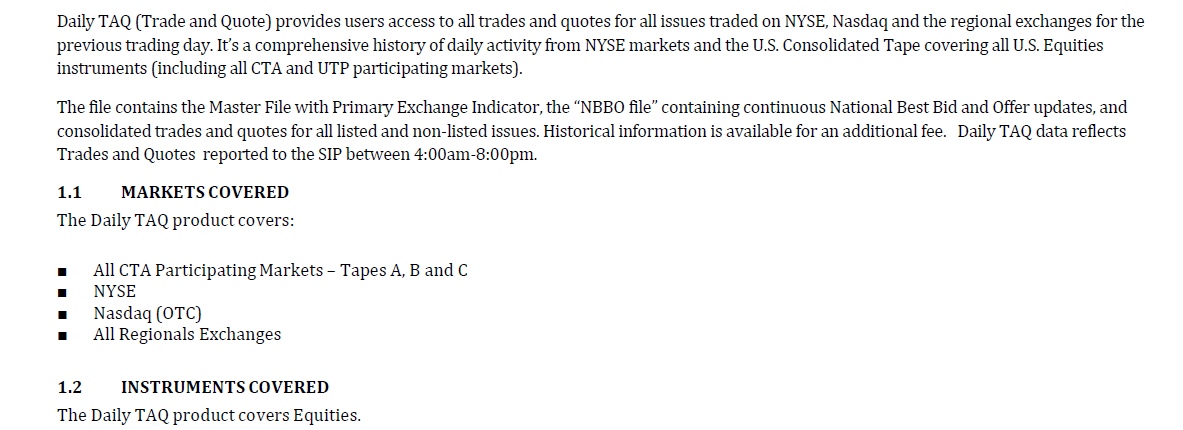 Daily TAQ (Trade and Quote) provides users access to all trades and quotes for all issues traded on NYSE, Nasdaq and the regional exchanges for the
previous trading day. It's a comprehensive history of daily activity from NYSE markets and the U.S. Consolidated Tape covering all U.S. Equities
instruments (including all CTA and UTP participating markets).
The file contains the Master File with Primary Exchange Indicator, the “NBBO file” containing continuous National Best Bid and Offer updates, and
consolidated trades and quotes for all listed and non-listed issues. Historical information is available for an additional fee.   Daily TAQ data reflects
Trades and Quotes  reported to the SIP between 4:00am-8:00pm.
1.1 MARKETS COVERED
The Daily TAQ product covers:
■ All CTA Participating Markets – Tapes A, B and C
■ NYSE
■ Nasdaq (OTC)
■ All Regionals Exchanges
1.2 INSTRUMENTS COVERED
The Daily TAQ product covers Equities.